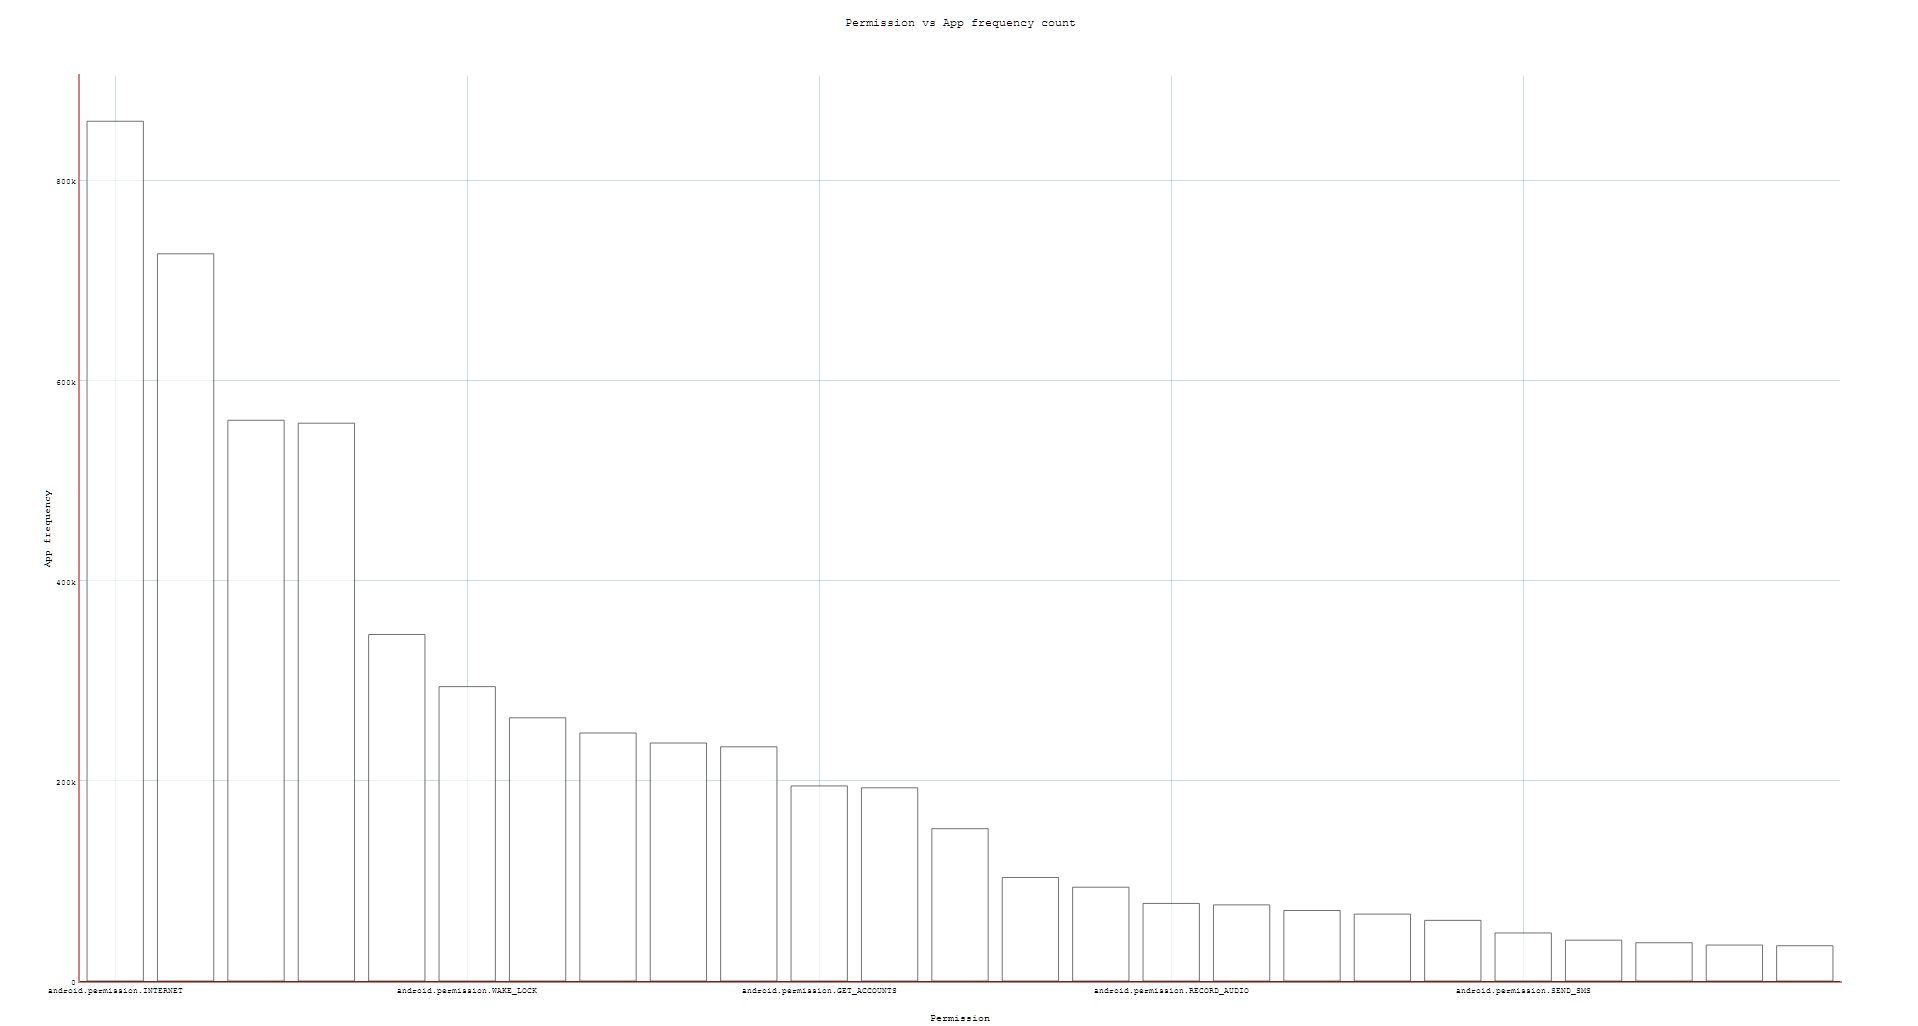 Permission vs App frequency count
800k
600k
400k
200k
0
App frequency
android.permission.INTERNET
android.permission.WAKE_LOCK
android.permission.GET_ACCOUNTS
android.permission.RECORD_AUDIO
android.permission.SEND_SMS
Permission